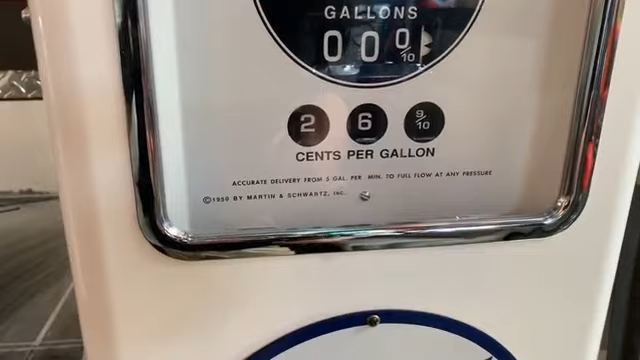 GALLONS
0 0 0/10
2 6 9/10
CENTS PER GALLON
ACCURATE DELIVERY FROM 5 GAL. PER MIN. TO FULL FLOW AT ANY PRESSURE
©1950 BY MARTIN & SCHWARTZ, INC.